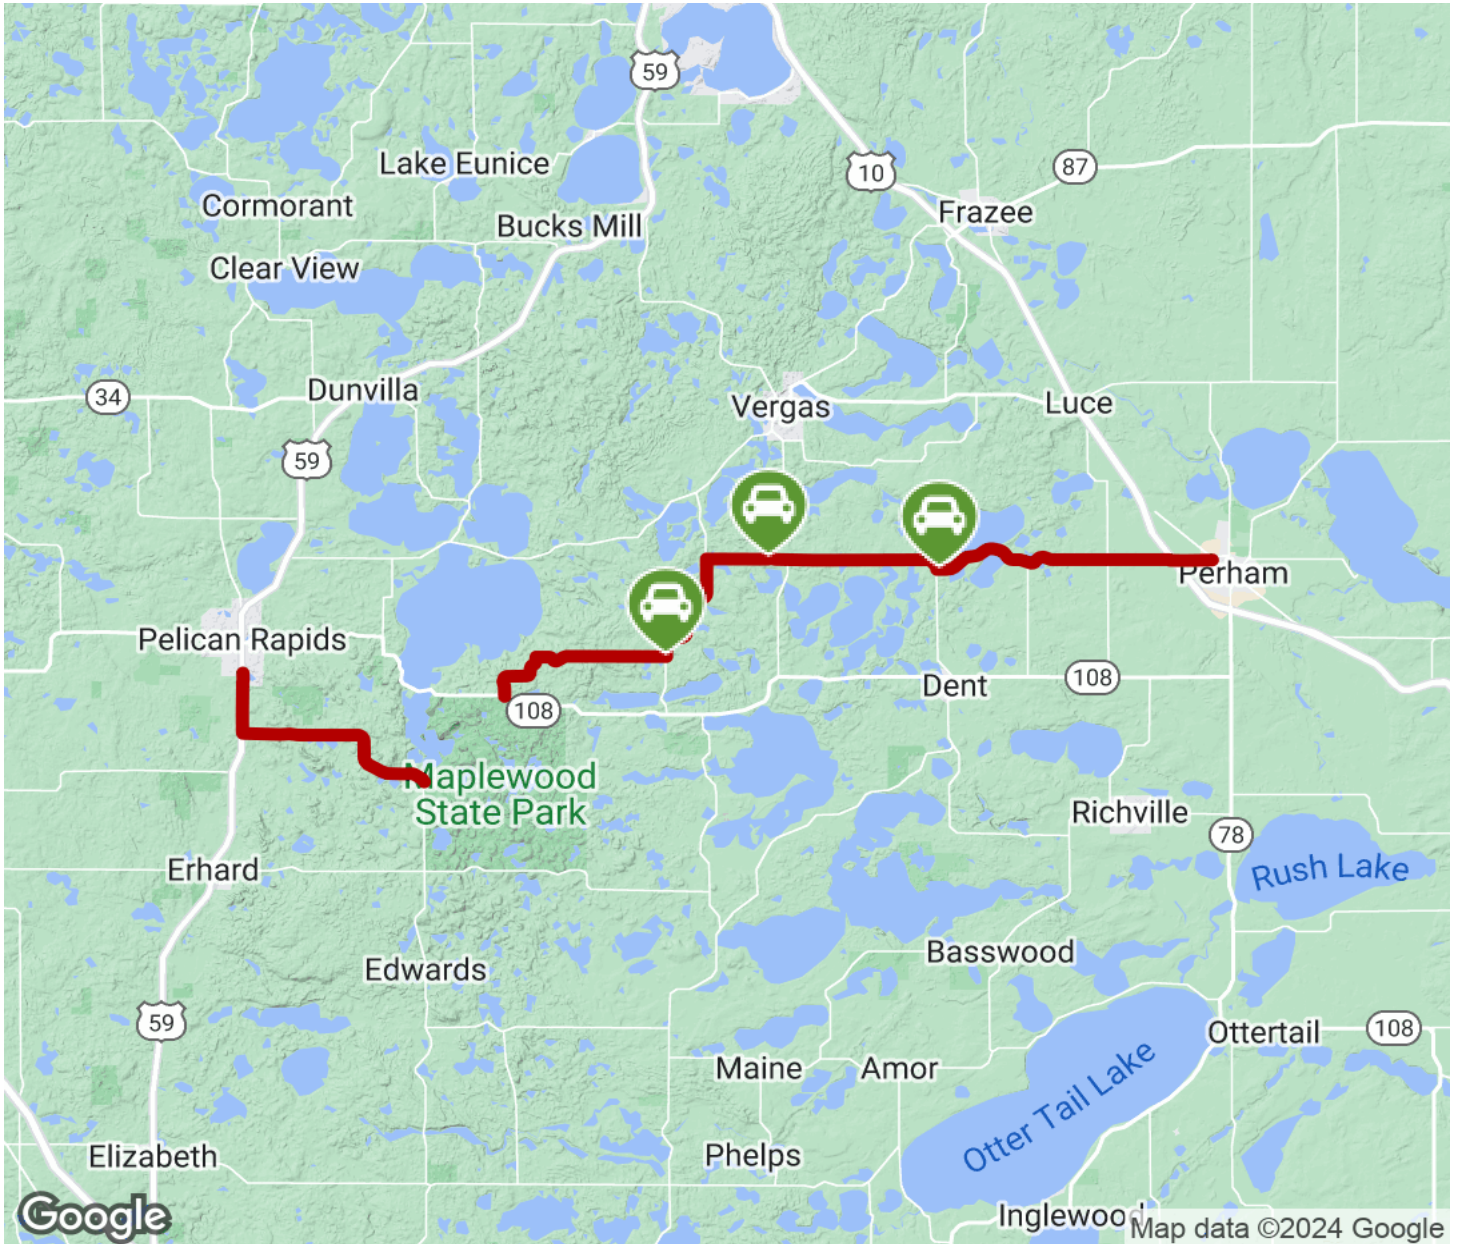 59
Lake Eunice
10
87
Cormorant
Frazee
Bucks Mill
Clear View
34
Dunvilla
Vergas
Luce
59
Perham
Pelican Rapids
Dent
108
108
Maplewood
State Park
Richville
78
Erhard
Rush Lake
Basswood
Edwards
59
Ottertail
108
Maine
Amor
Otter Tail Lake
Elizabeth
Phelps
Inglewood
Google
Map data ©2024 Google